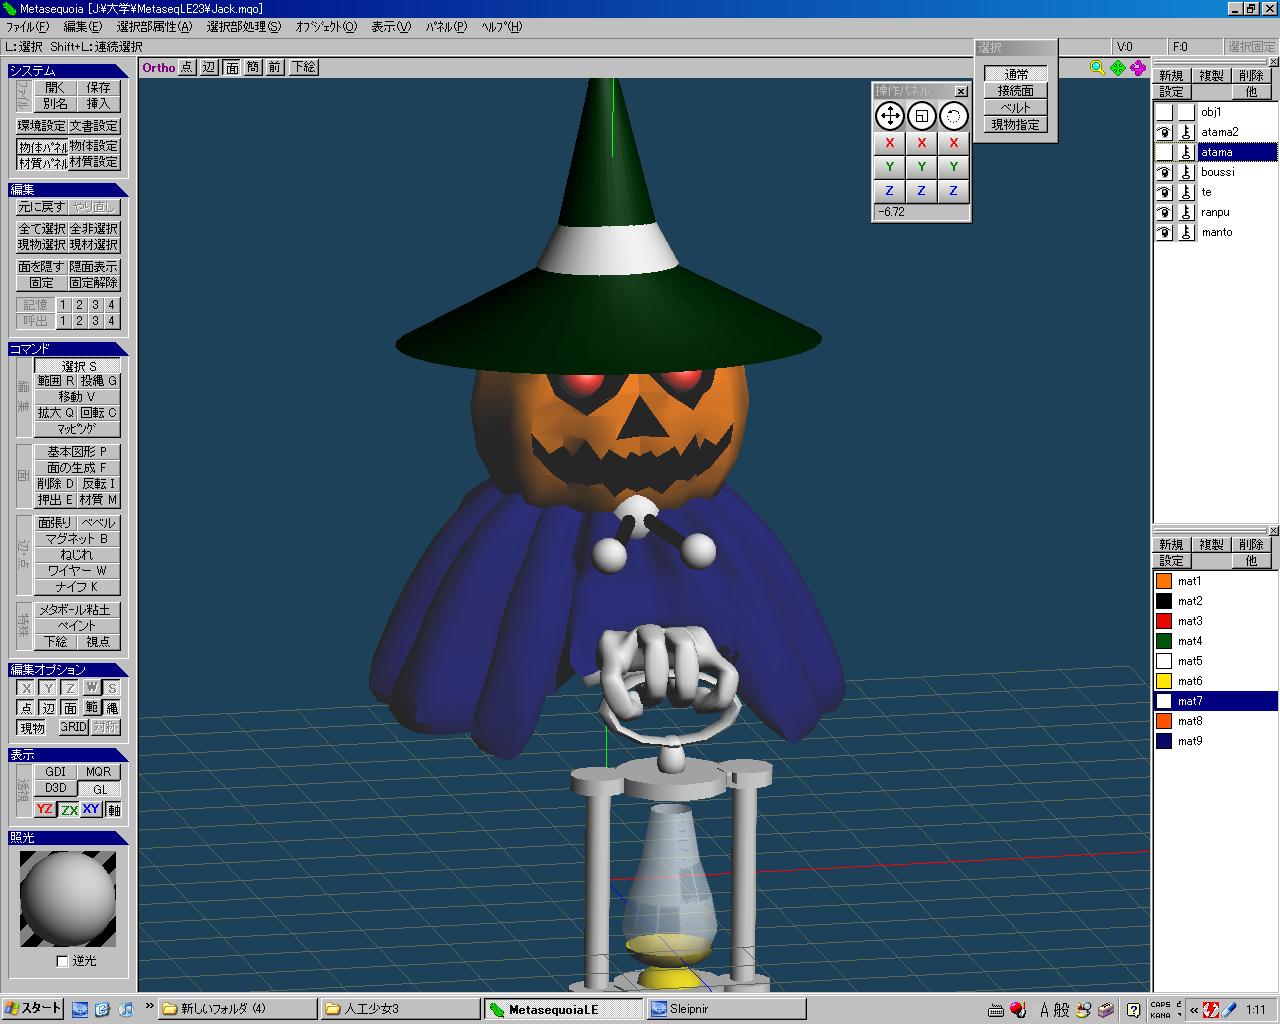 Metasequoia [J:¥大学¥MetaseqLE23¥Jack.mqo]
ﾌｧｲﾙ(F) 編集(E) 選択部属性(A) 選択部処理(S) ｵﾌﾞｼﾞｪｸﾄ(O) 表示(V) ﾊﾟﾈﾙ(P) ﾍﾙﾌﾟ(H)
L:選択 Shift+L:連続選択
V:0 F:0 選択固定
システム
ファイル
開く 保存
別名 挿入
環境設定 文書設定
物体パネル 物体設定
材質パネル 材質設定
編集
元に戻す やり直し
全て選択 全非選択
現物選択 現材選択
面を隠す 隠面表示
固定 固定解除
記憶 1 2 3 4
呼出 1 2 3 4
コマンド
編集
選択 S
範囲 R 投縄 G
移動 V
拡大 Q 回転 C
ﾏｯﾋﾟﾝｸﾞ
面
基本図形 P
面の生成 F
削除 D 反転 I
押出 E 材質 M
辺・点
面張り ベベル
マグネット B
ねじれ
ワイヤー W
ナイフ K
特殊
メタボール粘土
ペイント
下絵 視点
編集オプション
X Y Z W S
点 辺 面 範 縄
現物 GRID 対称
表示
透視
GDI MQR
D3D GL
YZ ZX XY 軸
照光
逆光
Ortho 点 辺 面 簡 前 下絵
操作パネル
X X X
Y Y Y
Z Z Z
-6.72
選択
通常
接続面
ベルト
現物指定
新規 複製 削除
設定 他
obj1
atama2
atama
boussi
te
ranpu
manto
新規 複製 削除
設定 他
mat1
mat2
mat3
mat4
mat5
mat6
mat7
mat8
mat9
スタート » 新しいフォルダ (4) 人工少女3 MetasequoiaLE Sleipnir A 般 CAPS KANA « 1:11